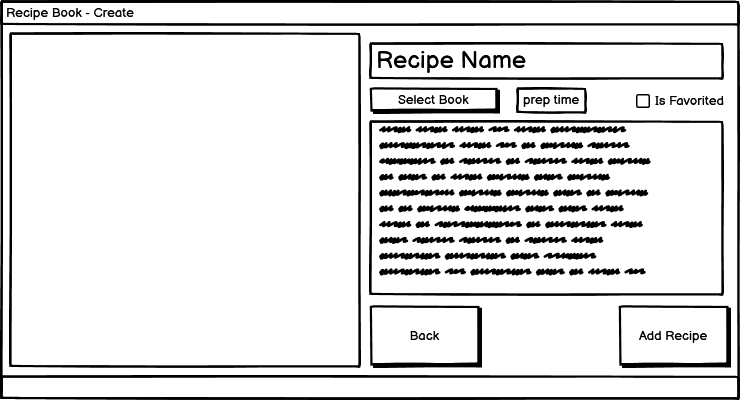 Recipe Book - Create
Recipe Name
Select Book
prep time
Is Favorited
Back
Add Recipe